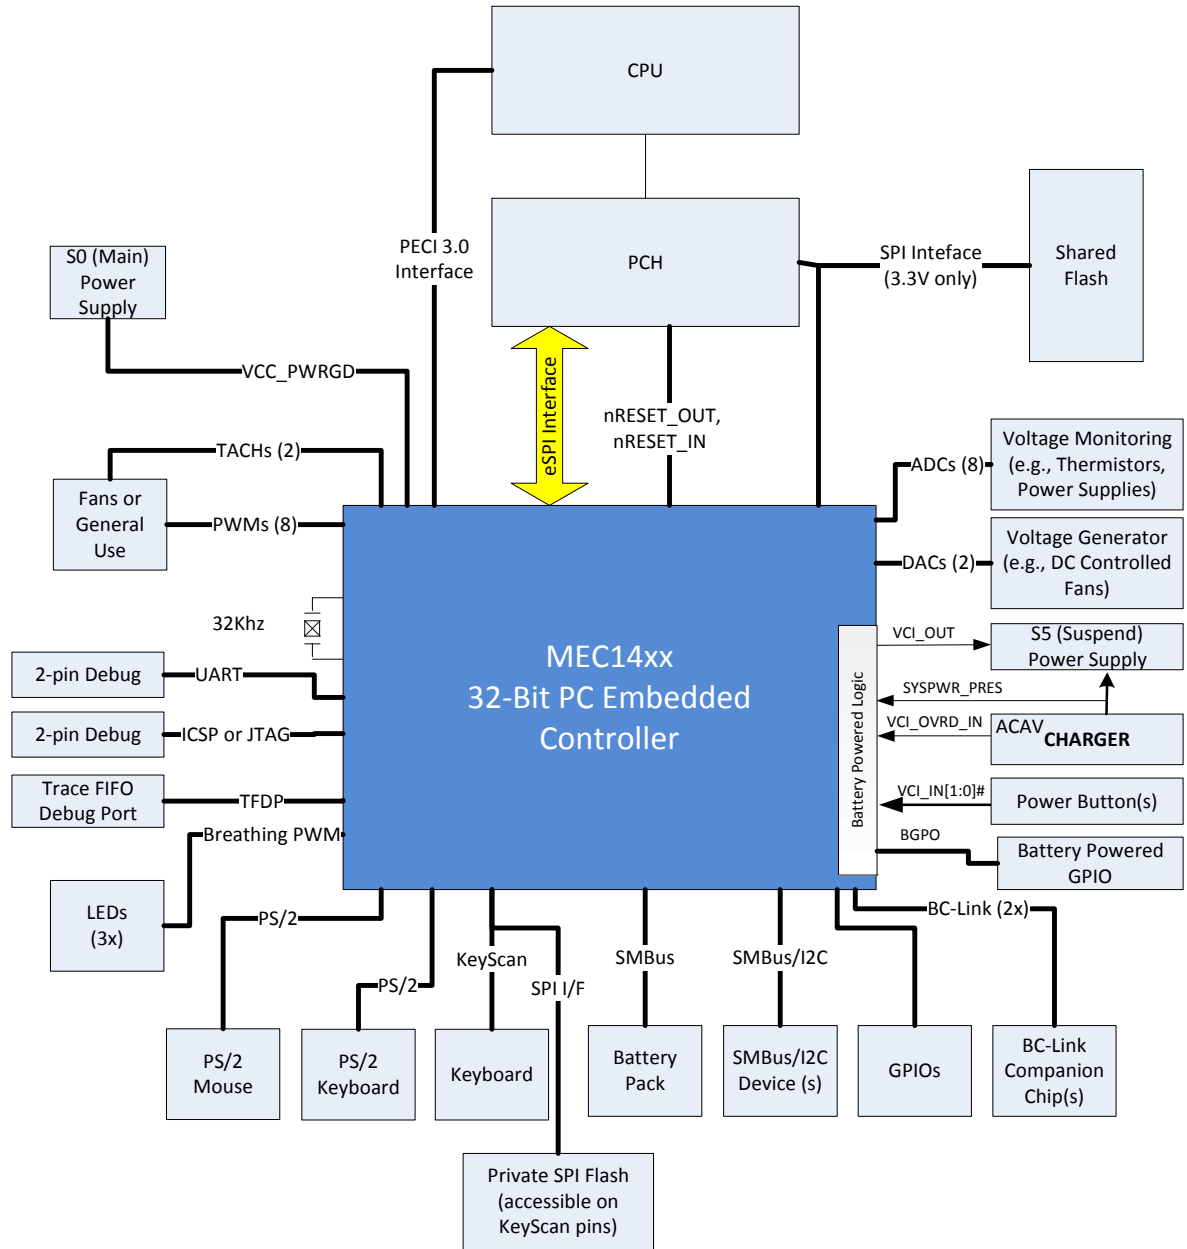 CPU
PECI 3.0
Interface
PCH
SPI Inteface
(3.3V only)
Shared
Flash
S0 (Main)
Power
Supply
VCC_PWRGD
eSPI Interface
nRESET_OUT,
nRESET_IN
TACHs (2)
Fans or
General
Use
PWMs (8)
ADCs (8)
Voltage Monitoring
(e.g., Thermistors,
Power Supplies)
DACs (2)
Voltage Generator
(e.g., DC Controlled
Fans)
32Khz
MEC14xx
32-Bit PC Embedded
Controller
Battery Powered Logic
VCI_OUT
S5 (Suspend)
Power Supply
SYSPWR_PRES
VCI_OVRD_IN
ACAV
CHARGER
VCI_IN[1:0]#
Power Button(s)
BGPO
Battery Powered
GPIO
2-pin Debug
UART
2-pin Debug
ICSP or JTAG
Trace FIFO
Debug Port
TFDP
Breathing PWM
LEDs
(3x)
PS/2
PS/2
KeyScan
SPI I/F
SMBus
SMBus/I2C
BC-Link (2x)
PS/2
Mouse
PS/2
Keyboard
Keyboard
Battery
Pack
SMBus/I2C
Device (s)
GPIOs
BC-Link
Companion
Chip(s)
Private SPI Flash
(accessible on
KeyScan pins)